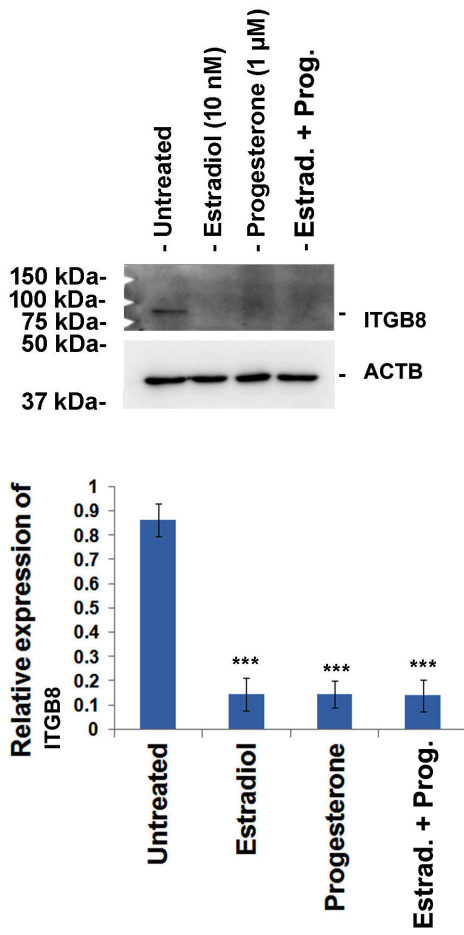 - Untreated
- Estradiol (10 nM)
- Progesterone (1 µM)
- Estrad. + Prog.
150 kDa-
100 kDa-
75 kDa-
- ITGB8
50 kDa-
- ACTB
37 kDa-
Relative expression of
ITGB8
1
0.9
0.8
0.7
0.6
0.5
0.4
0.3
0.2
0.1
0
***
***
***
Untreated
Estradiol
Progesterone
Estrad. + Prog.